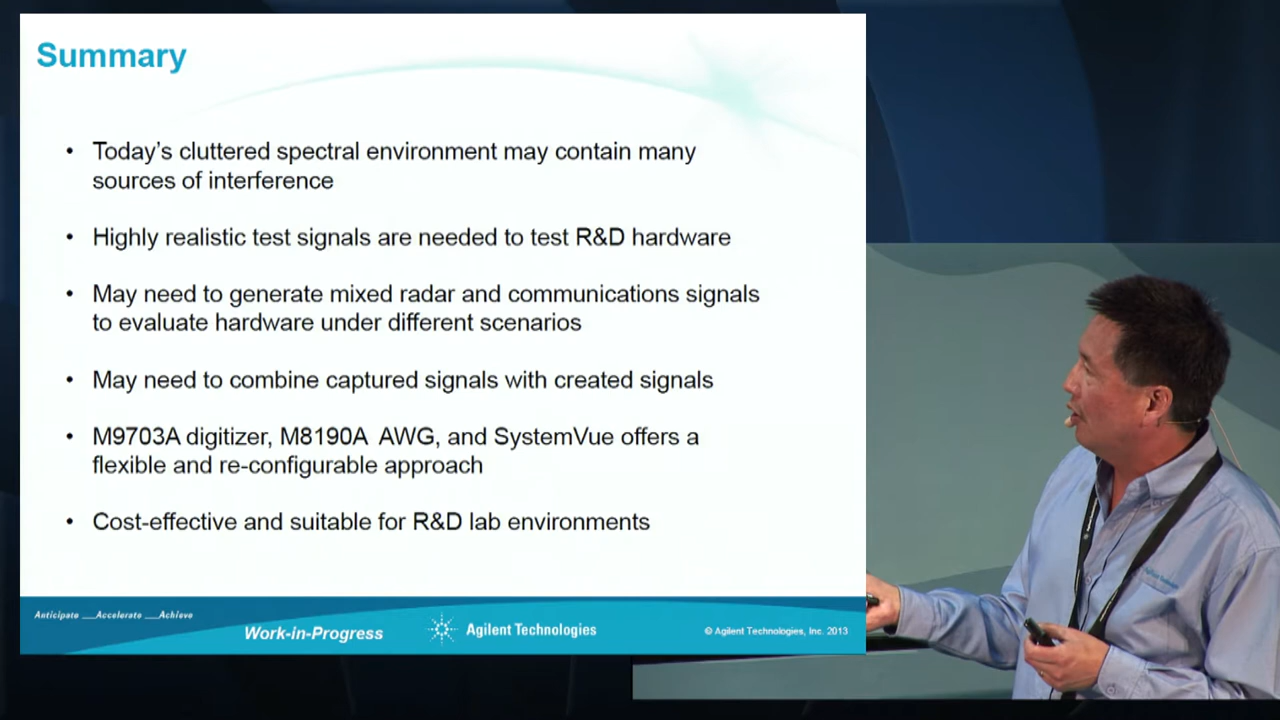 Summary
• Today's cluttered spectral environment may contain many
sources of interference
• Highly realistic test signals are needed to test R&D hardware
• May need to generate mixed radar and communications signals
to evaluate hardware under different scenarios
• May need to combine captured signals with created signals
• M9703A digitizer, M8190A AWG, and SystemVue offers a
flexible and re-configurable approach
• Cost-effective and suitable for R&D lab environments
Anticipate __Accelerate __Achieve
Work-in-Progress
Agilent Technologies
© Agilent Technologies, Inc. 2013